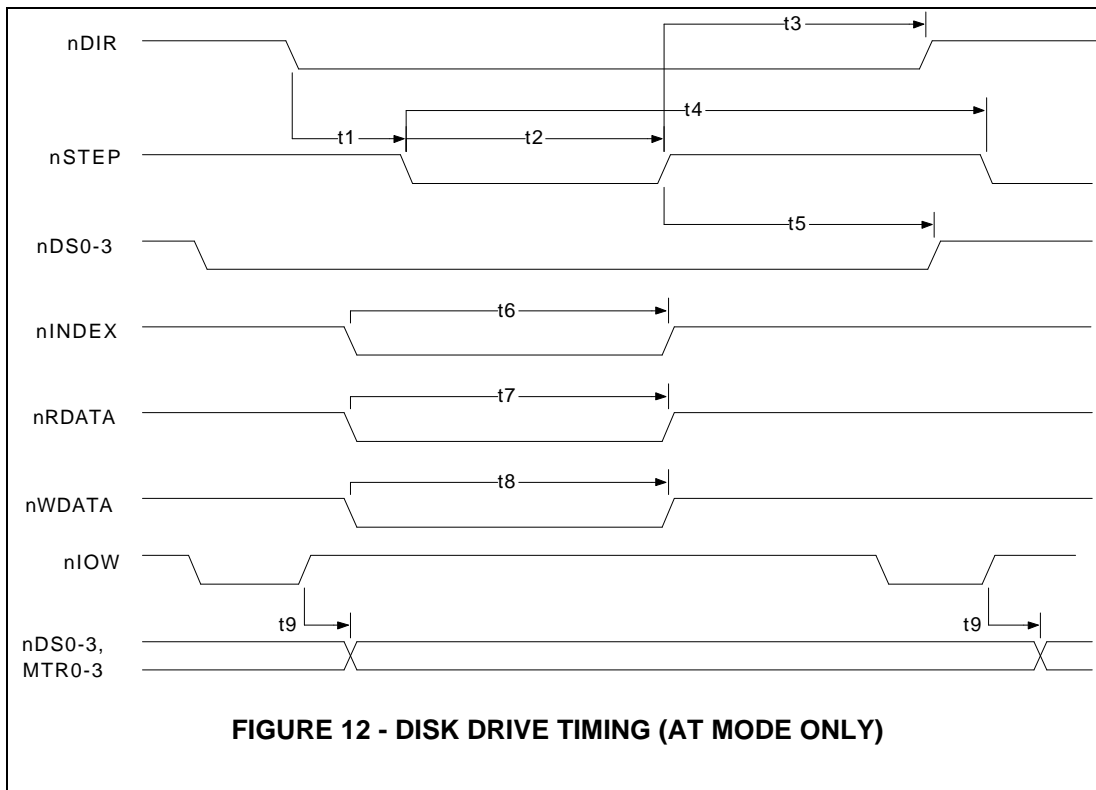 t3
nDIR
t4
t1
t2
nSTEP
t5
nDS0-3
t6
nINDEX
t7
nRDATA
t8
nWDATA
nIOW
t9
t9
nDS0-3,
MTR0-3
FIGURE 12 - DISK DRIVE TIMING (AT MODE ONLY)